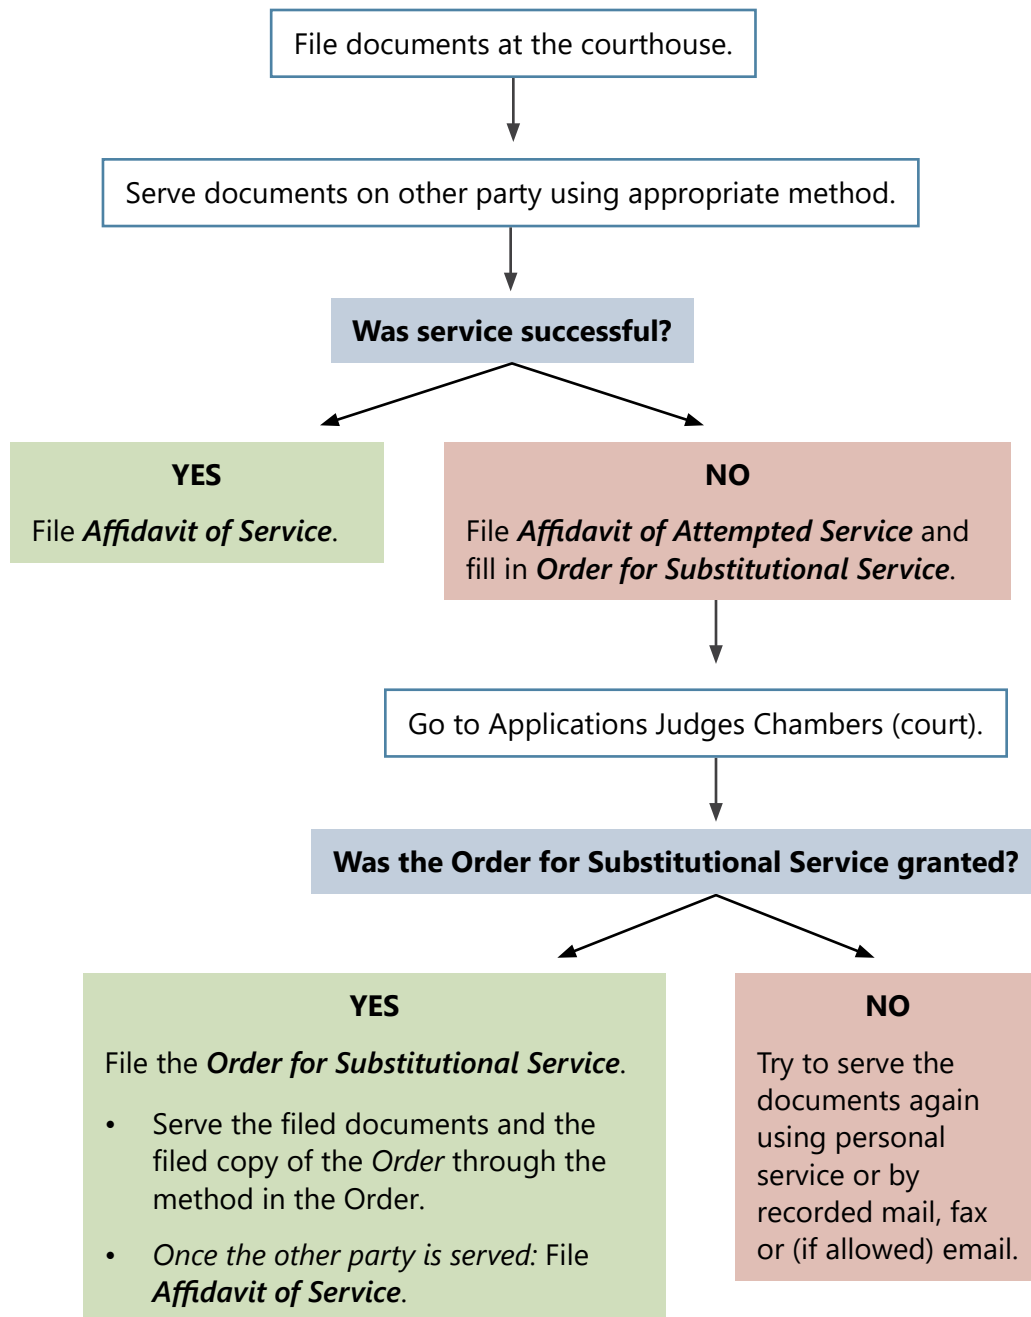 File documents at the courthouse.
Serve documents on other party using appropriate method.
Was service successful?
YES
File Affidavit of Service.
NO
File Affidavit of Attempted Service and
fill in Order for Substitutional Service.
Go to Applications Judges Chambers (court).
Was the Order for Substitutional Service granted?
YES
File the Order for Substitutional Service.
• Serve the filed documents and the
filed copy of the Order through the
method in the Order.
• Once the other party is served: File
Affidavit of Service.
NO
Try to serve the
documents again
using personal
service or by
recorded mail, fax
or (if allowed) email.